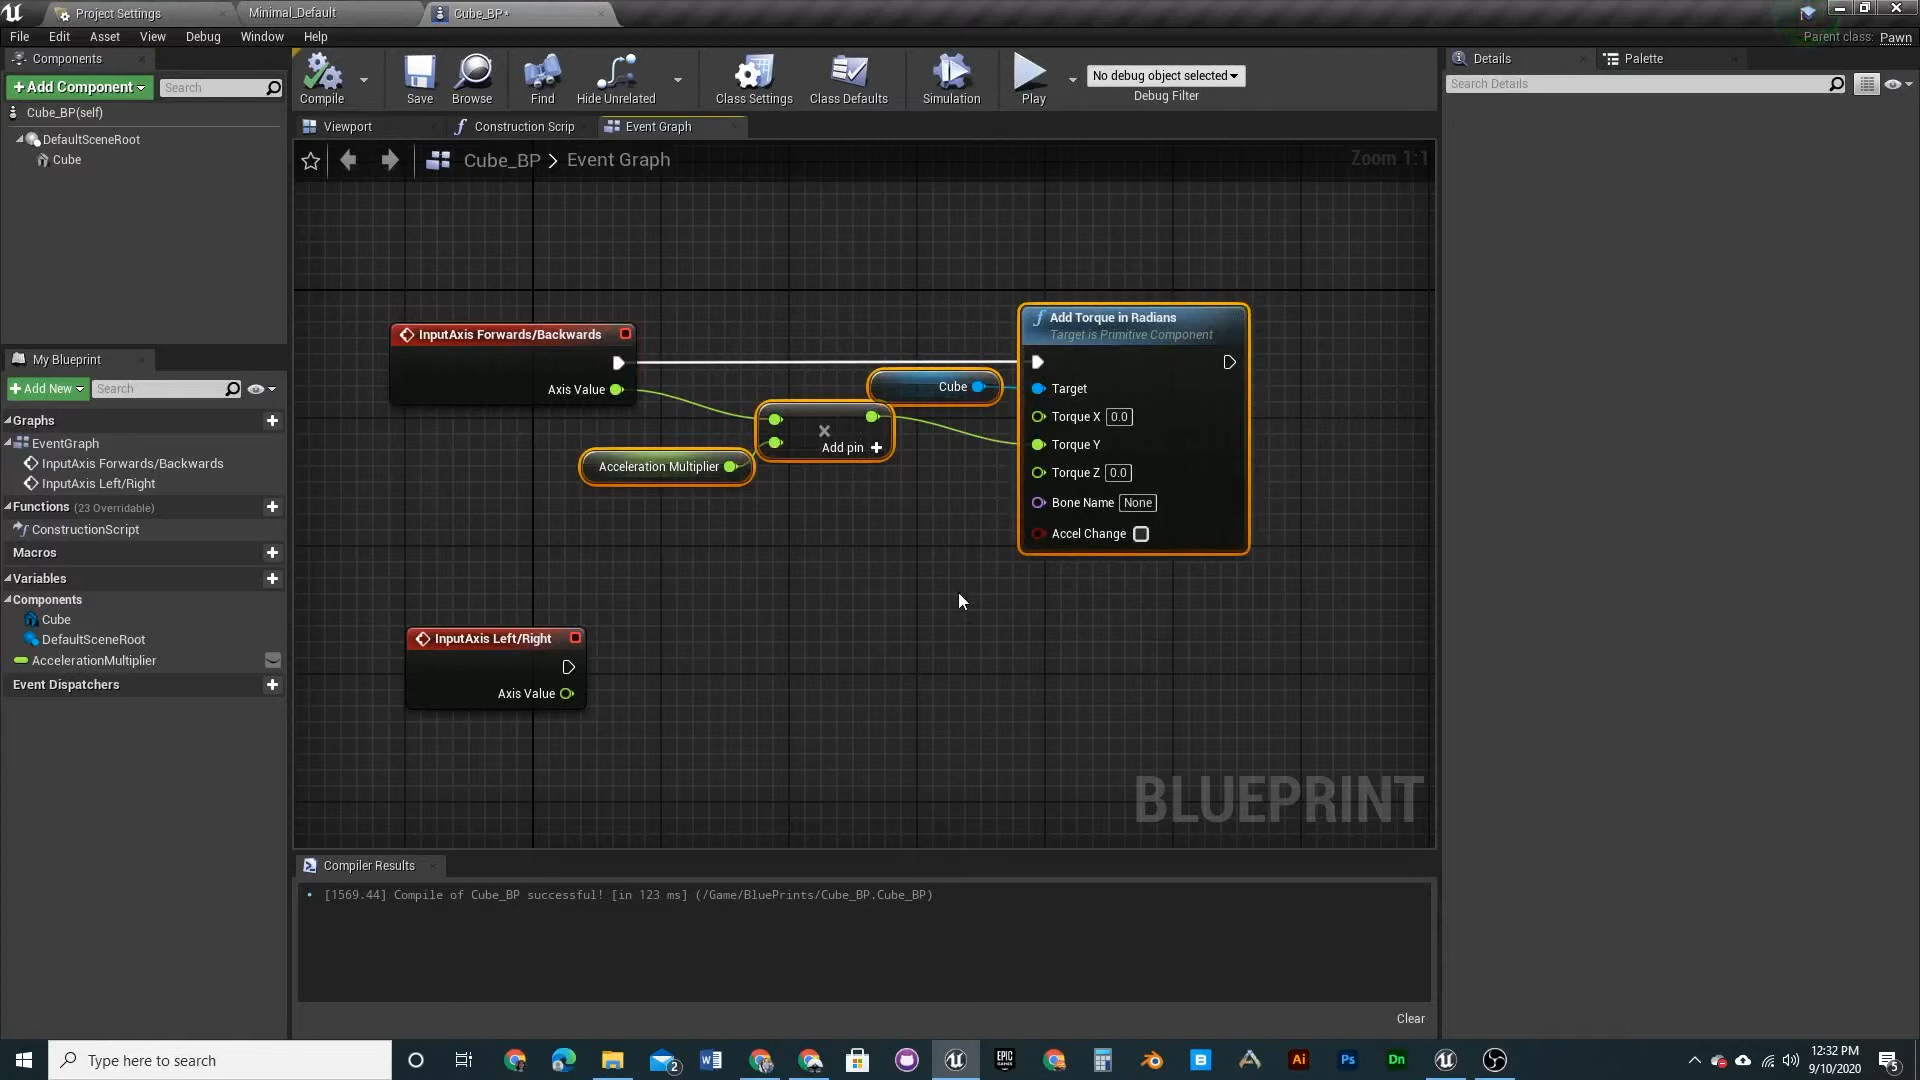 Project Settings
Minimal_Default
Cube_BP*
File Edit Asset View Debug Window Help
Parent class: Pawn
Components
+Add Component
Search
Cube_BP(self)
DefaultSceneRoot
Cube
Compile
Save
Browse
Find
Hide Unrelated
Class Settings
Class Defaults
Simulation
Play
No debug object selected
Debug Filter
Details
Palette
Search Details
Viewport
Construction Scrip
Event Graph
Cube_BP > Event Graph
Zoom 1:1
InputAxis Forwards/Backwards
Axis Value
Acceleration Multiplier
Add pin +
Cube
Add Torque in Radians
Target is Primitive Component
Target
Torque X 0.0
Torque Y
Torque Z 0.0
Bone Name None
Accel Change
InputAxis Left/Right
Axis Value
BLUEPRINT
My Blueprint
+Add New
Search
Graphs
EventGraph
InputAxis Forwards/Backwards
InputAxis Left/Right
Functions (23 Overridable)
ConstructionScript
Macros
Variables
Components
Cube
DefaultSceneRoot
AccelerationMultiplier
Event Dispatchers
Compiler Results
[1569.44] Compile of Cube_BP successful! [in 123 ms] (/Game/BluePrints/Cube_BP.Cube_BP)
Clear
Type here to search
2
W
EPIC GAMES
B
Ai
Ps
Dn
12:32 PM
9/10/2020
5